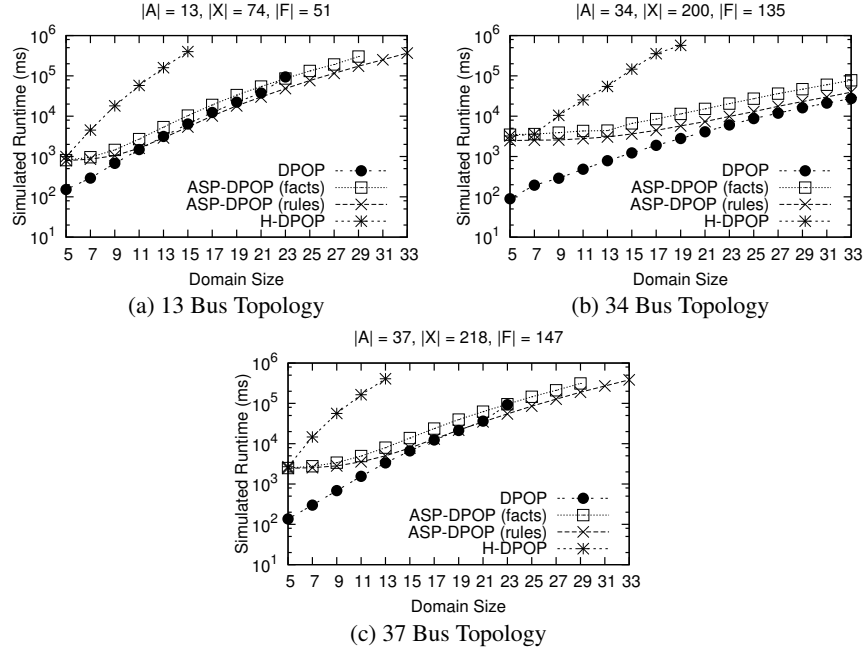 |A| = 13, |X| = 74, |F| = 51
Simulated Runtime (ms)
10^6
10^5
10^4
10^3
10^2
10^1
DPOP
ASP-DPOP (facts)
ASP-DPOP (rules)
H-DPOP
5 7 9 11 13 15 17 19 21 23 25 27 29 31 33
Domain Size
(a) 13 Bus Topology
|A| = 34, |X| = 200, |F| = 135
Simulated Runtime (ms)
10^6
10^5
10^4
10^3
10^2
10^1
DPOP
ASP-DPOP (facts)
ASP-DPOP (rules)
H-DPOP
5 7 9 11 13 15 17 19 21 23 25 27 29 31 33
Domain Size
(b) 34 Bus Topology
|A| = 37, |X| = 218, |F| = 147
Simulated Runtime (ms)
10^6
10^5
10^4
10^3
10^2
10^1
DPOP
ASP-DPOP (facts)
ASP-DPOP (rules)
H-DPOP
5 7 9 11 13 15 17 19 21 23 25 27 29 31 33
Domain Size
(c) 37 Bus Topology